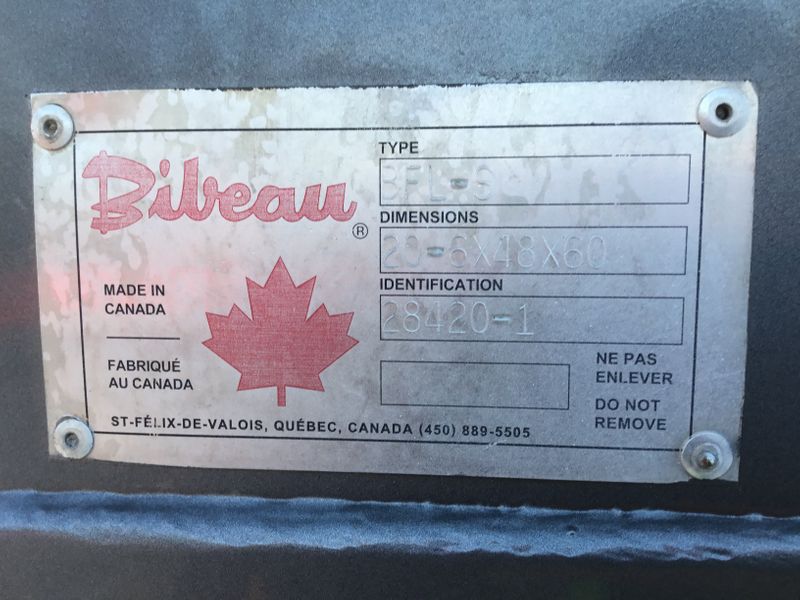 Bibeau®
MADE IN
CANADA
FABRIQUÉ
AU CANADA
TYPE
BFL-S
DIMENSIONS
20-6X48X60
IDENTIFICATION
28420-1
NE PAS
ENLEVER
DO NOT
REMOVE
ST-FÉLIX-DE-VALOIS, QUÉBEC, CANADA (450) 889-5505